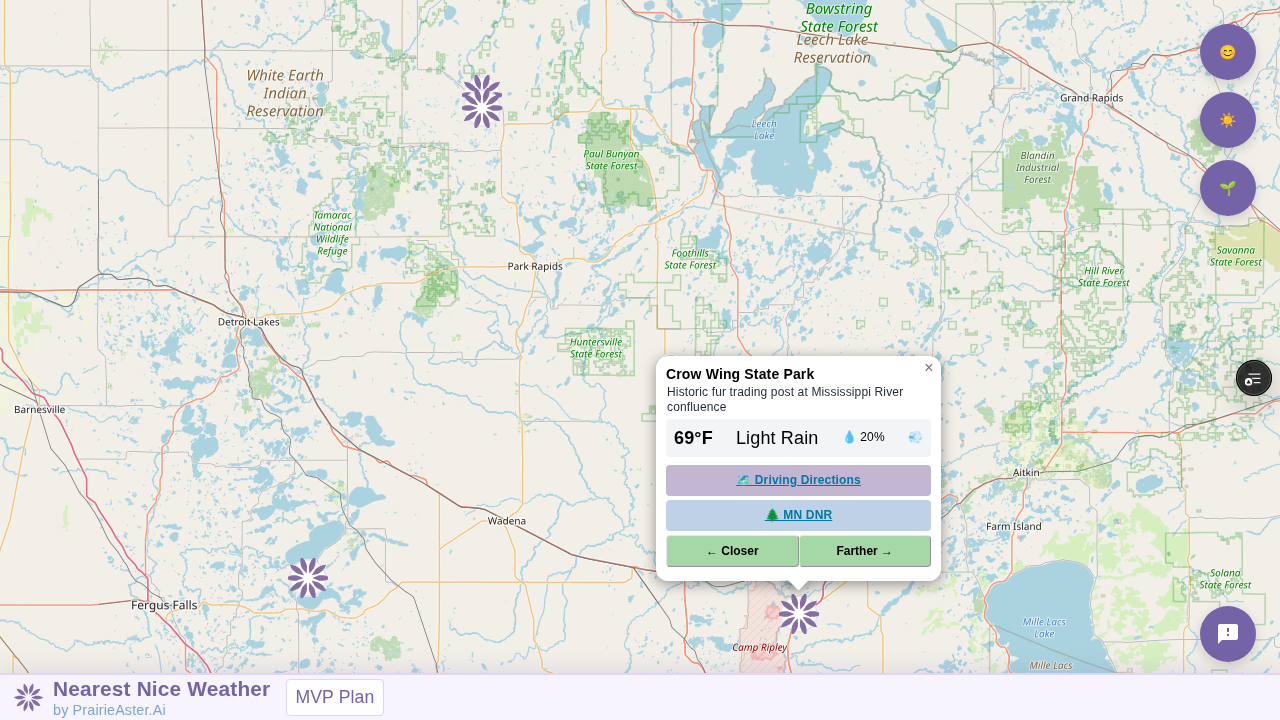 Bowstring
State Forest
Leech Lake
Reservation
White Earth
Indian
Reservation
Grand Rapids
Leech
Lake
Paul Bunyan
State Forest
Blandin
Industrial
Forest
Tamarac
National
Wildlife
Refuge
Savanna
State Forest
Foothills
State Forest
Park Rapids
Hill River
State Forest
Detroit Lakes
Huntersville
State Forest
Barnesville
Crow Wing State Park
×
Historic fur trading post at Mississippi River
confluence
69°F Light Rain 💧 20% 💨
🗺️ Driving Directions
🌲 MN DNR
← Closer Farther →
Aitkin
Wadena
Farm Island
Solana
State Forest
Fergus Falls
Mille Lacs
Lake
Camp Ripley
Mille Lacs
Nearest Nice Weather
by PrairieAster.Ai
MVP Plan